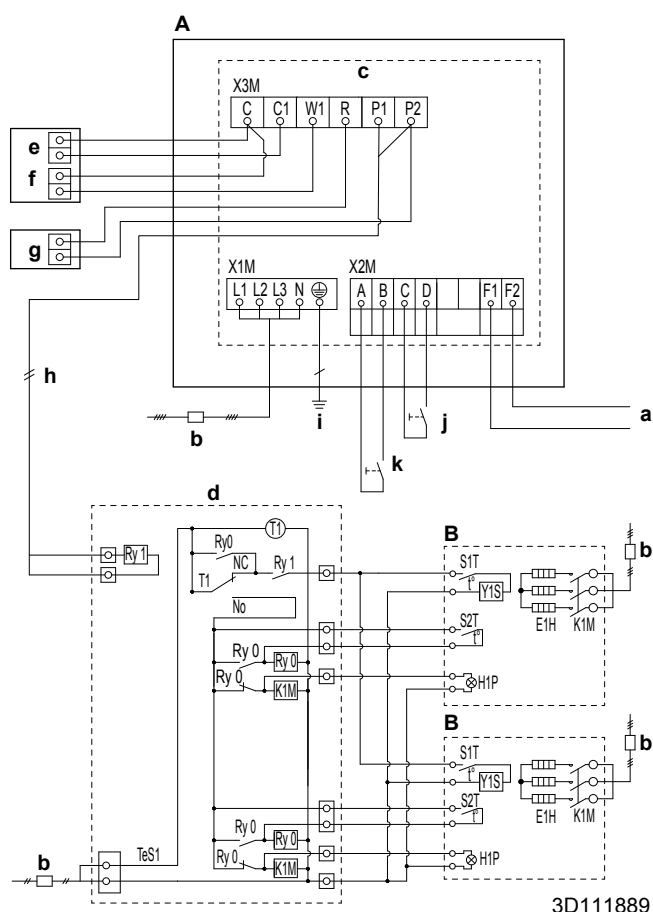 A
c
X3M
C C1 W1 R P1 P2
e
f
g
X1M
L1 L2 L3 N
X2M
A B C D F1 F2
h
a
b
i
j
k
d
T1
Ry0
NC
Ry 1
Ry 1
T1
No
Ry 0
Ry 0
Ry 0
K1M
B
S1T
Y1S
E1H
K1M
S2T
H1P
b
B
S1T
Y1S
E1H
K1M
S2T
H1P
b
Ry 0
Ry 0
Ry 0
K1M
b
TeS1
3D111889